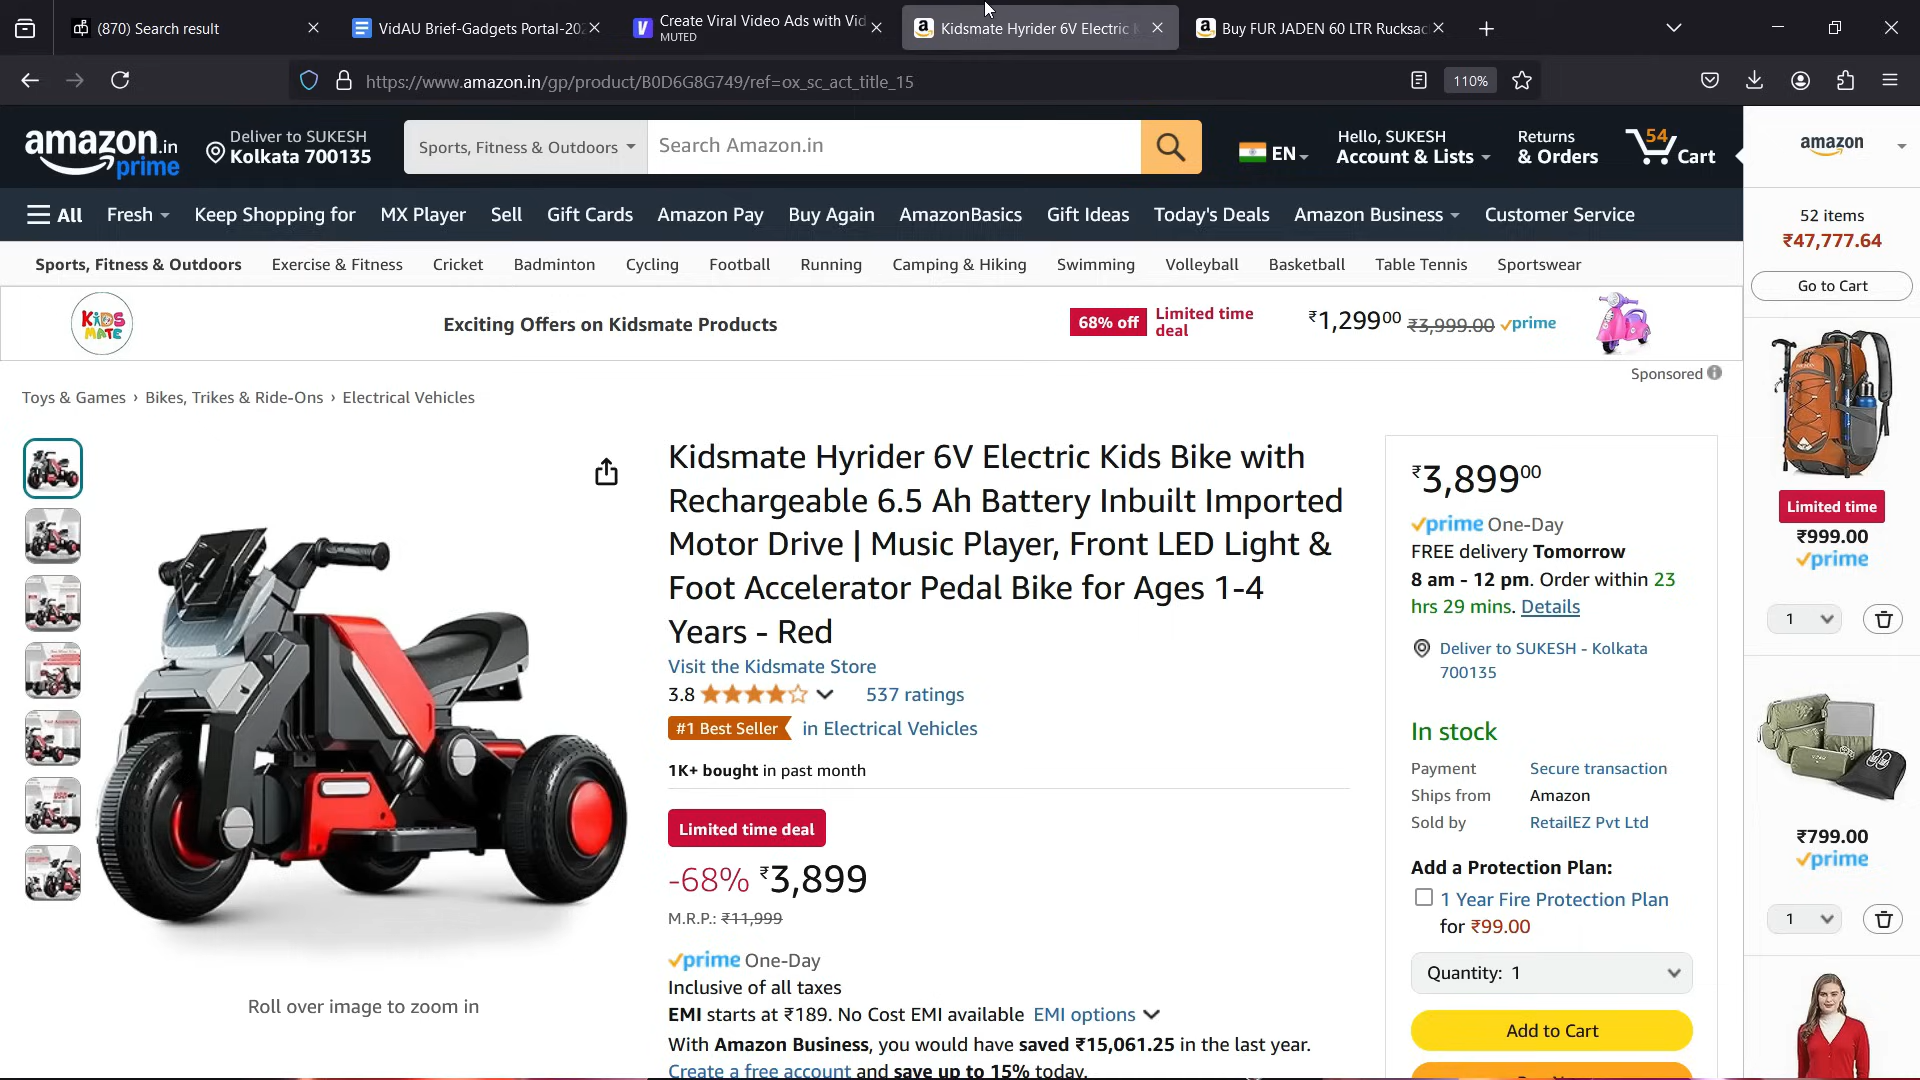 (870) Search result
VidAU Brief-Gadgets Portal-202
Create Viral Video Ads with Vid
MUTED
Kidsmate Hyrider 6V Electric K
Buy FUR JADEN 60 LTR Rucksac
https://www.amazon.in/gp/product/B0D6G8G749/ref=ox_sc_act_title_15
110%
amazon.in
prime
Deliver to SUKESH
Kolkata 700135
Sports, Fitness & Outdoors
Search Amazon.in
EN
Hello, SUKESH
Account & Lists
Returns
& Orders
54
Cart
All
Fresh
Keep Shopping for
MX Player
Sell
Gift Cards
Amazon Pay
Buy Again
AmazonBasics
Gift Ideas
Today's Deals
Amazon Business
Customer Service
Sports, Fitness & Outdoors
Exercise & Fitness
Cricket
Badminton
Cycling
Football
Running
Camping & Hiking
Swimming
Volleyball
Basketball
Table Tennis
Sportswear
KIDS
MATE
Exciting Offers on Kidsmate Products
68% off
Limited time
deal
₹1,29900 ₹3,999.00 prime
Sponsored
Toys & Games › Bikes, Trikes & Ride-Ons › Electrical Vehicles
Roll over image to zoom in
Kidsmate Hyrider 6V Electric Kids Bike with
Rechargeable 6.5 Ah Battery Inbuilt Imported
Motor Drive | Music Player, Front LED Light &
Foot Accelerator Pedal Bike for Ages 1-4
Years - Red
Visit the Kidsmate Store
3.8
537 ratings
#1 Best Seller in Electrical Vehicles
1K+ bought in past month
Limited time deal
-68% ₹3,899
M.R.P.: ₹11,999
prime One-Day
Inclusive of all taxes
EMI starts at ₹189. No Cost EMI available EMI options
With Amazon Business, you would have saved ₹15,061.25 in the last year.
Create a free account and save up to 15% today.
₹3,89900
prime One-Day
FREE delivery Tomorrow
8 am - 12 pm. Order within 23
hrs 29 mins. Details
Deliver to SUKESH - Kolkata
700135
In stock
Payment Secure transaction
Ships from Amazon
Sold by RetailEZ Pvt Ltd
Add a Protection Plan:
1 Year Fire Protection Plan
for ₹99.00
Quantity: 1
Add to Cart
amazon
52 items
₹47,777.64
Go to Cart
Limited time
₹999.00
prime
1
₹799.00
prime
1